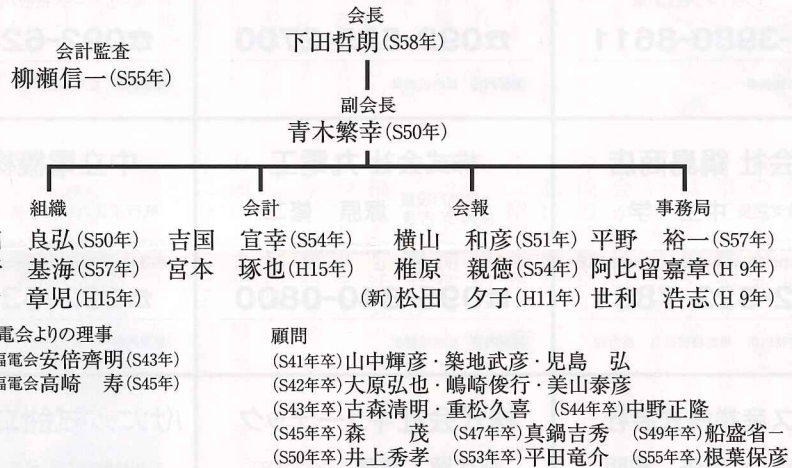 会長
下田哲朗(S58年)
会計監査
柳瀬信一(S55年)
副会長
青木繁幸(S50年)
組織 会計 会報 事務局
良弘(S50年) 吉国 宣幸(S54年) 横山 和彦(S51年) 平野 裕一(S57年)
基海(S57年) 宮本 琢也(H15年) 椎原 親徳(S54年) 阿比留嘉章(H 9年)
章児(H15年) (新)松田 夕子(H11年) 世利 浩志(H 9年)
電会よりの理事
福電会安倍齊明(S43年)
福電会高崎 寿(S45年)
顧問
(S41年卒)山中輝彦・築地武彦・児島 弘
(S42年卒)大原弘也・嶋崎俊行・美山泰彦
(S43年卒)古森清明・重松久喜 (S44年卒)中野正隆
(S45年卒)森 茂 (S47年卒)真鍋吉秀 (S49年卒)船盛省一
(S50年卒)井上秀孝 (S53年卒)平田竜介 (S55年卒)根葉保彦